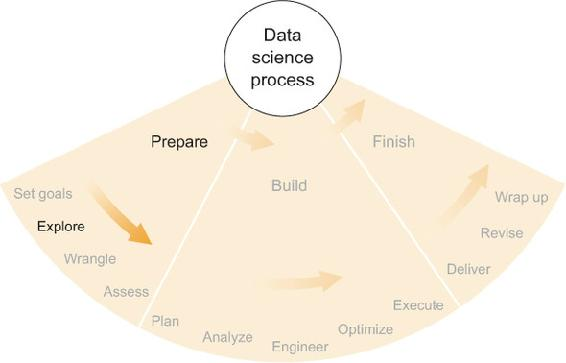 Data
science
process
Prepare
Finish
Build
Set goals
Explore
Wrangle
Assess
Plan
Analyze
Engineer
Optimize
Execute
Deliver
Revise
Wrap up